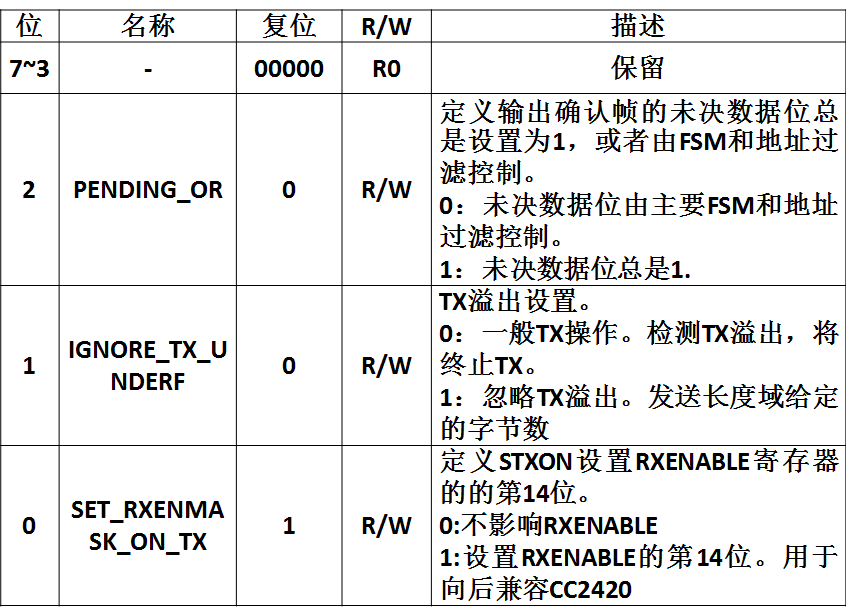 位 名称 复位 R/W 描述
7~3 - 00000 R0 保留
2 PENDING_OR 0 R/W 定义输出确认帧的未决数据位总
是设置为1，或者由FSM和地址过
滤控制。
0：未决数据位由主要FSM和地址
过滤控制。
1：未决数据位总是1.
1 IGNORE_TX_U
NDERF 0 R/W TX溢出设置。
0：一般TX操作。检测TX溢出，将
终止TX。
1：忽略TX溢出。发送长度域给定
的字节数
0 SET_RXENMA
SK_ON_TX 1 R/W 定义STXON设置RXENABLE寄存器
的的第14位。
0:不影响RXENABLE
1:设置RXENABLE的第14位。用于
向后兼容CC2420